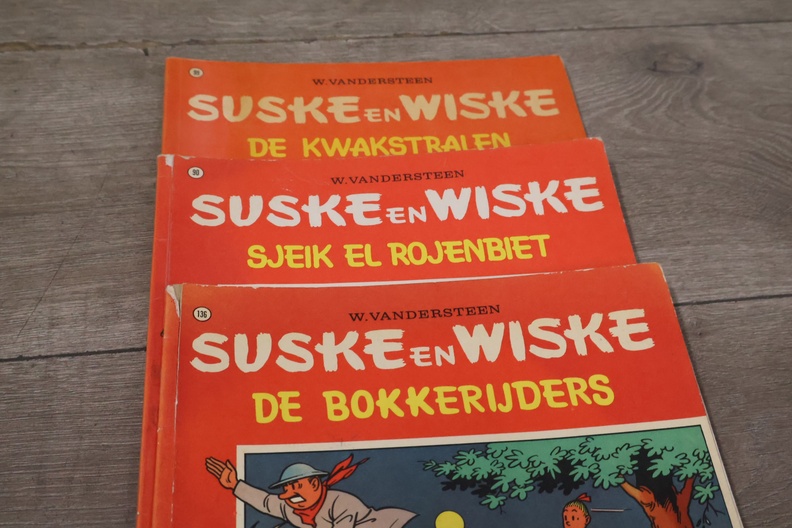 99
W. VANDERSTEEN
SUSKE EN WISKE
DE KWAKSTRALEN
90
W. VANDERSTEEN
SUSKE EN WISKE
SJEIK EL ROJENBIET
136
W. VANDERSTEEN
SUSKE EN WISKE
DE BOKKERIJDERS